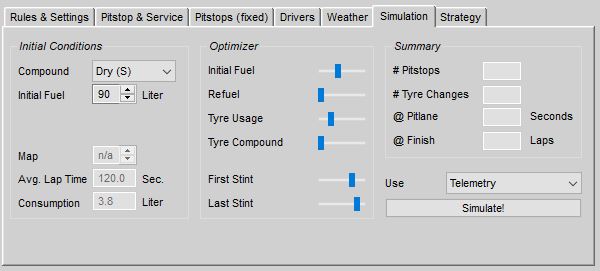 Rules & Settings Pitstop & Service Pitstops (fixed) Drivers Weather Simulation Strategy
Initial Conditions
Compound Dry (S)
Initial Fuel 90 Liter
Map n/a
Avg. Lap Time 120.0 Sec.
Consumption 3.8 Liter
Optimizer
Initial Fuel
Refuel
Tyre Usage
Tyre Compound
First Stint
Last Stint
Summary
# Pitstops
# Tyre Changes
@ Pitlane Seconds
@ Finish Laps
Use Telemetry
Simulate!